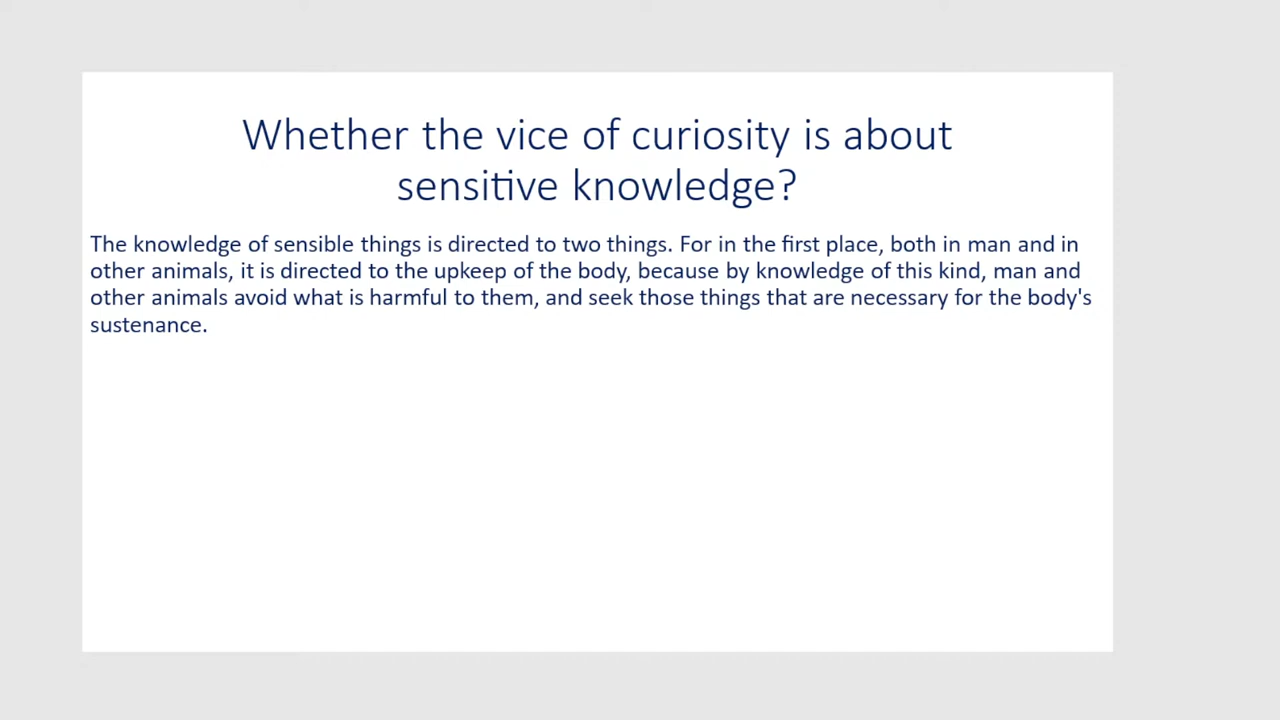 Whether the vice of curiosity is about
sensitive knowledge?
The knowledge of sensible things is directed to two things. For in the first place, both in man and in
other animals, it is directed to the upkeep of the body, because by knowledge of this kind, man and
other animals avoid what is harmful to them, and seek those things that are necessary for the body's
sustenance.